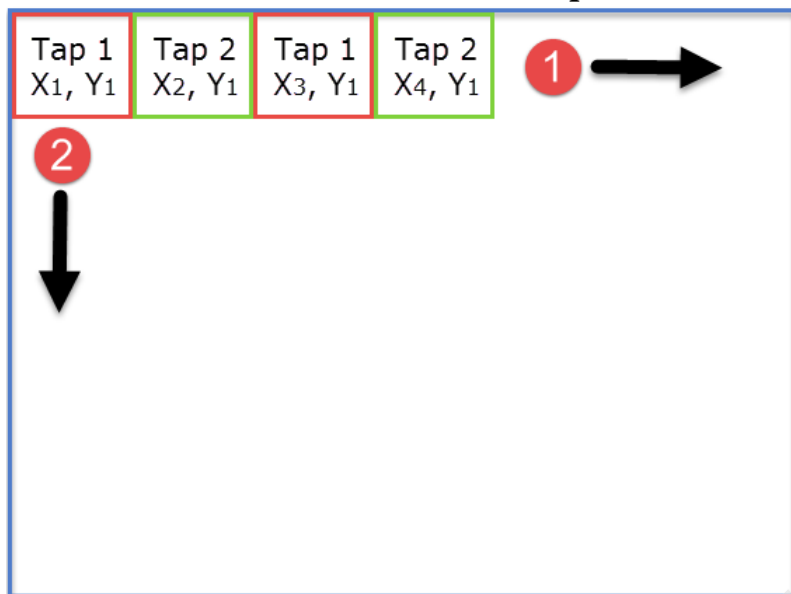 Tap 1 Tap 2 Tap 1 Tap 2
X1, Y1 X2, Y1 X3, Y1 X4, Y1
1
2